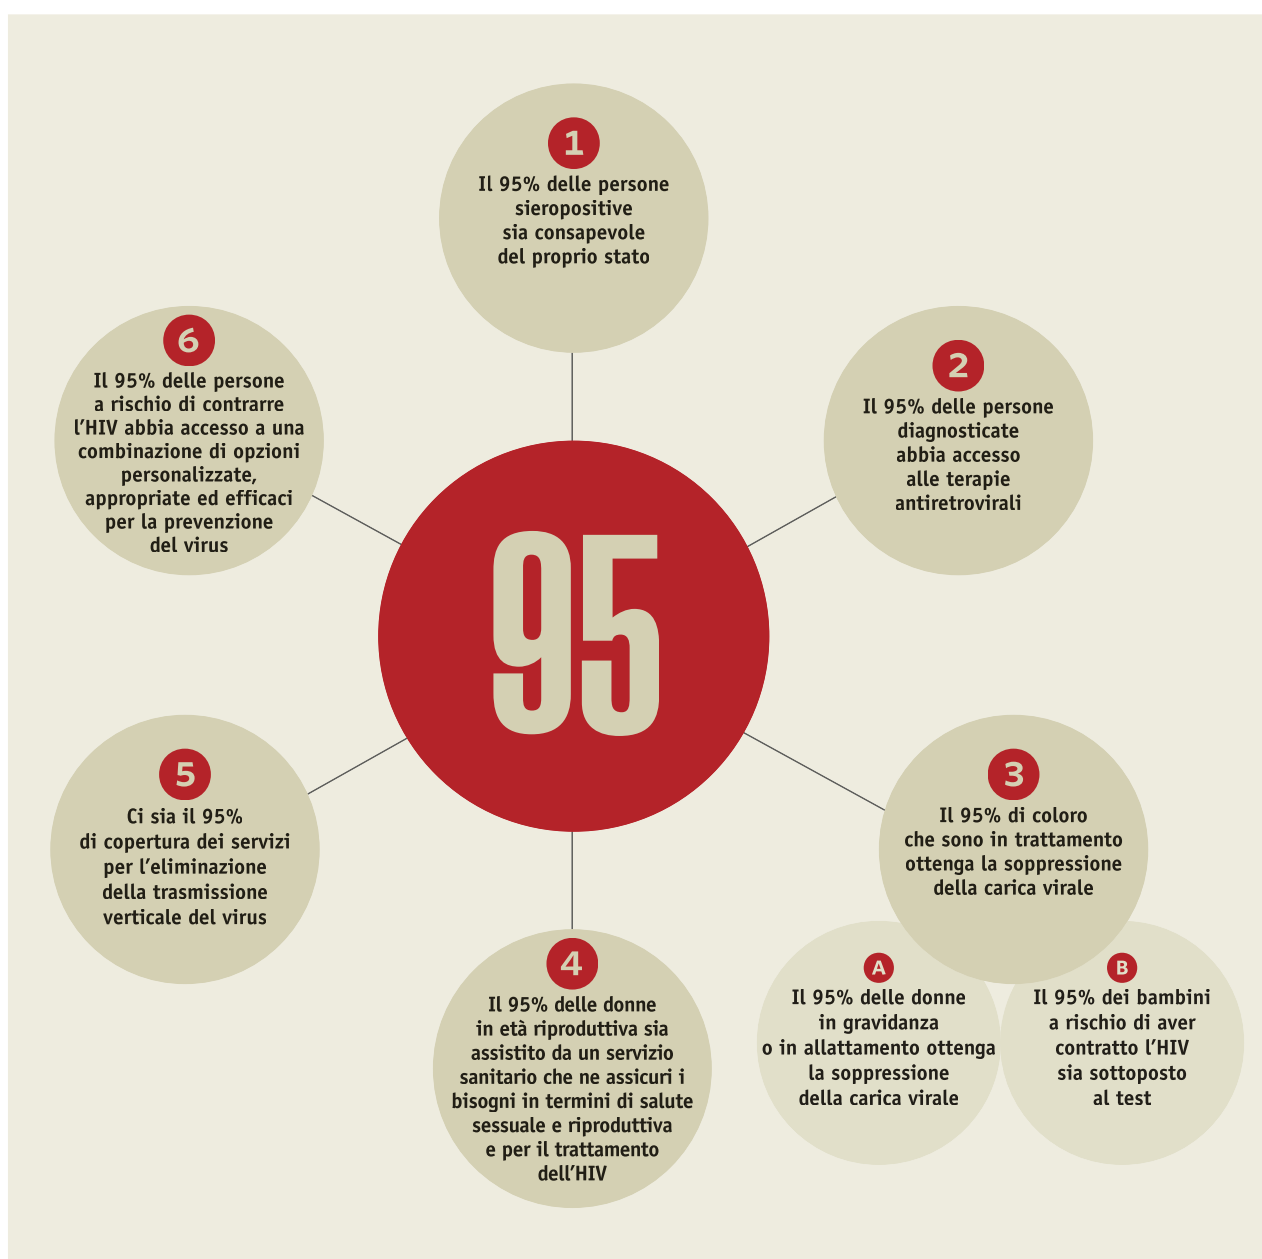 1
Il 95% delle persone
sieropositive
sia consapevole
del proprio stato
2
Il 95% delle persone
diagnosticate
abbia accesso
alle terapie
antiretrovirali
3
Il 95% di coloro
che sono in trattamento
ottenga la soppressione
della carica virale
A
Il 95% delle donne
in gravidanza
o in allattamento ottenga
la soppressione
della carica virale
B
Il 95% dei bambini
a rischio di aver
contratto l’HIV
sia sottoposto
al test
4
Il 95% delle donne
in età riproduttiva sia
assistito da un servizio
sanitario che ne assicuri i
bisogni in termini di salute
sessuale e riproduttiva
e per il trattamento
dell’HIV
5
Ci sia il 95%
di copertura dei servizi
per l’eliminazione
della trasmissione
verticale del virus
6
Il 95% delle persone
a rischio di contrarre
l’HIV abbia accesso a una
combinazione di opzioni
personalizzate,
appropriate ed efficaci
per la prevenzione
del virus
95